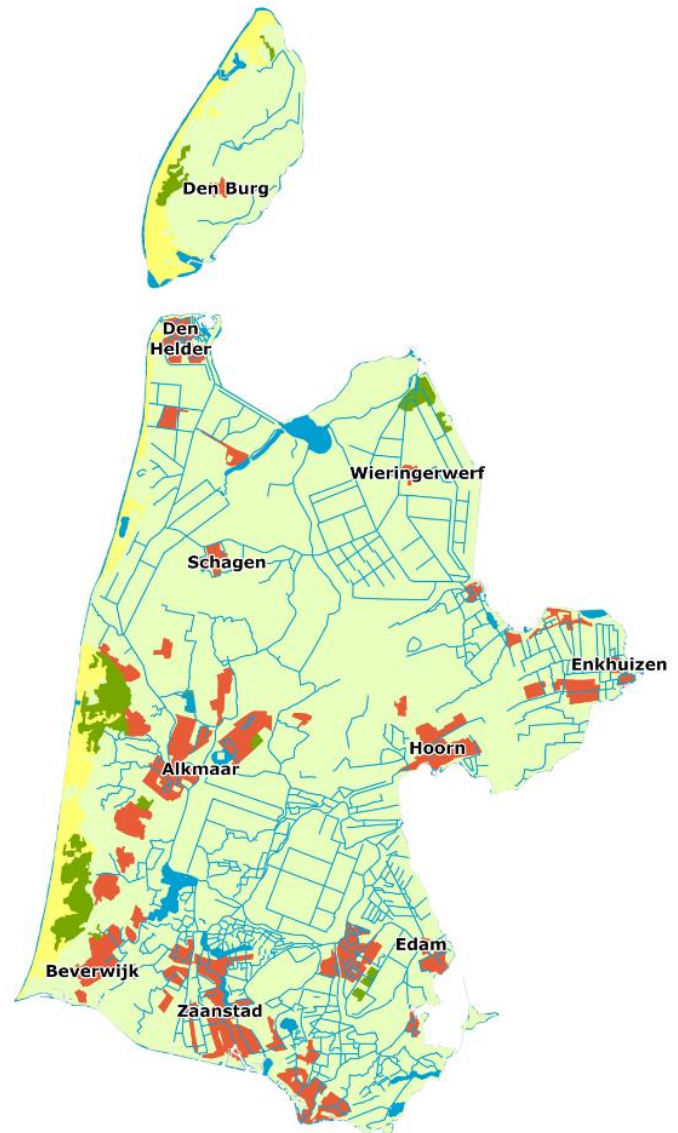 Den Burg
Den
Helder
Wieringerwerf
Schagen
Enkhuizen
Hoorn
Alkmaar
Edam
Beverwijk
Zaanstad